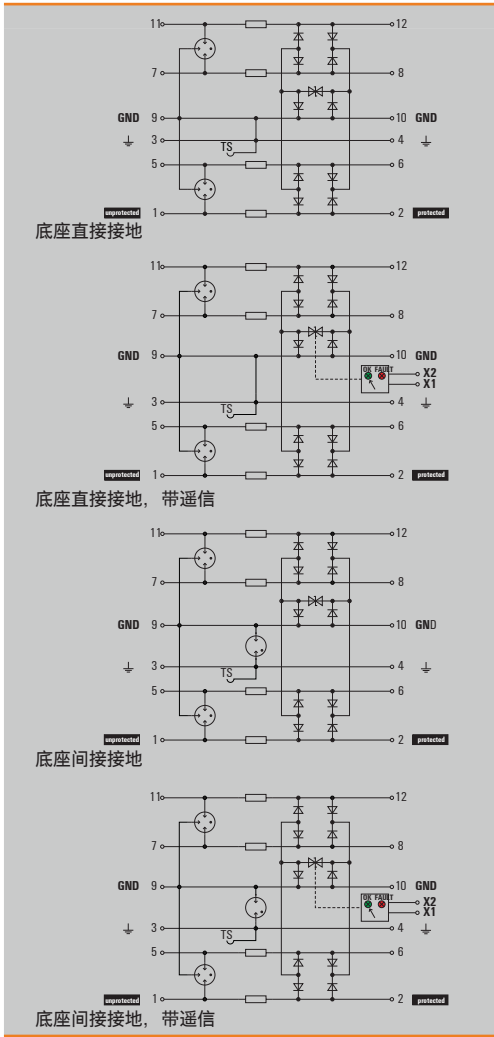 11 12
7 8
GND 9 10 GND
3 4
TS
5 6
unprotected 1 2 protected
底座直接接地
11 12
7 8
GND 9 10 GND
OK FAULT X2
X1
3 4
TS
5 6
unprotected 1 2 protected
底座直接接地，带遥信
11 12
7 8
GND 9 10 GND
3 4
TS
5 6
unprotected 1 2 protected
底座间接接地
11 12
7 8
GND 9 10 GND
OK FAULT X2
X1
3 4
TS
5 6
unprotected 1 2 protected
底座间接接地，带遥信